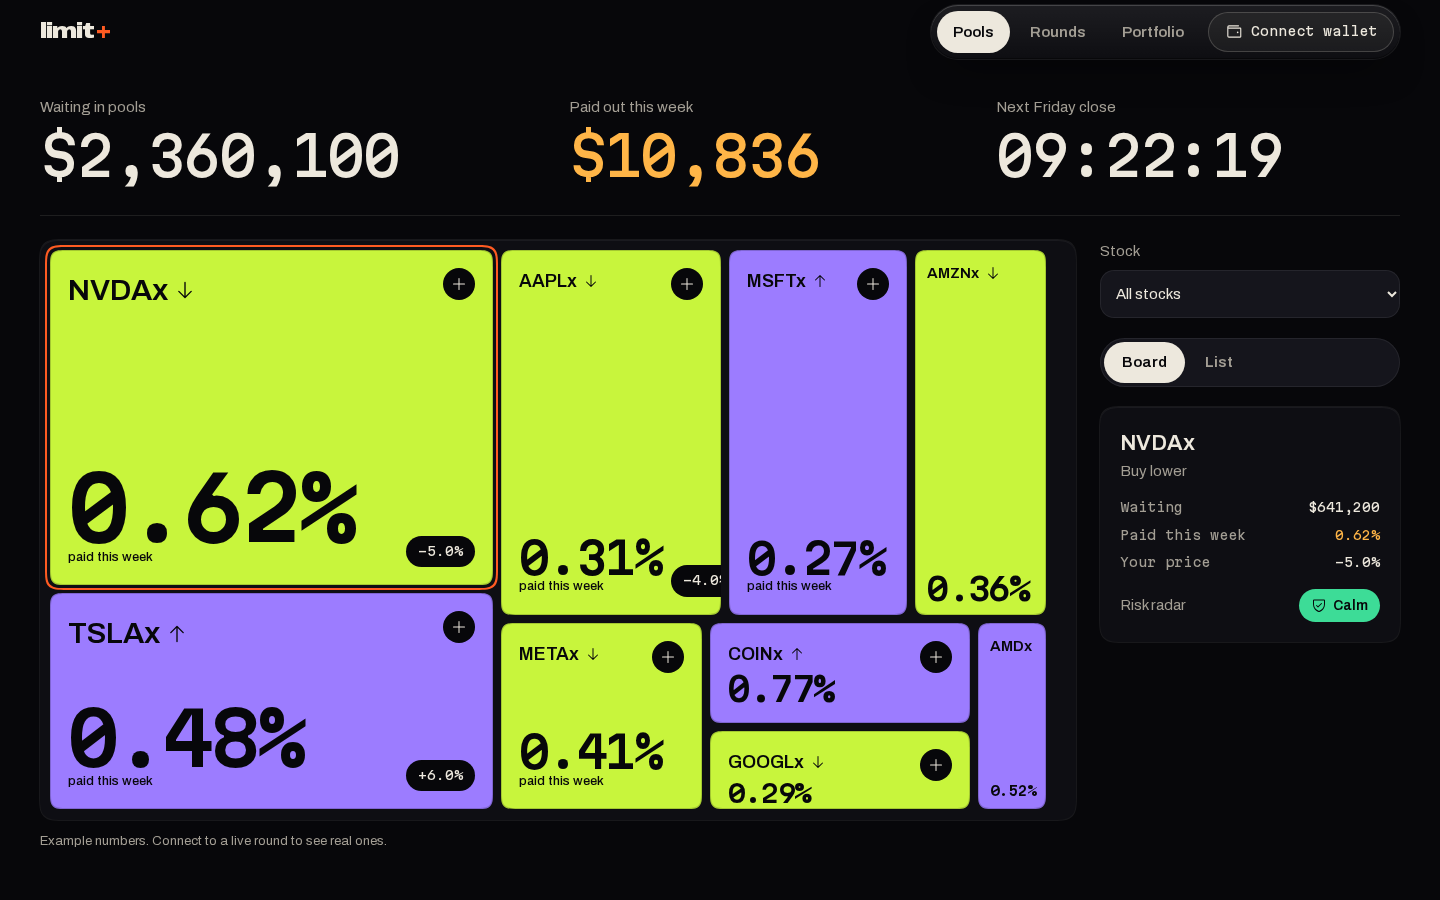 limit+
Pools Rounds Portfolio Connect wallet
Waiting in pools
$2,360,100
Paid out this week
$10,836
Next Friday close
09:22:19
NVDAx ↓
0.62%
paid this week
−5.0%
AAPLx ↓
0.31%
paid this week
MSFTx ↑
0.27%
paid this week
AMZNx ↓
0.36%
TSLAx ↑
0.48%
paid this week
+6.0%
METAx ↓
0.41%
paid this week
COINx ↑
0.77%
GOOGLx ↓
0.29%
AMDx
0.52%
Stock
All stocks
Board List
NVDAx
Buy lower
Waiting $641,200
Paid this week 0.62%
Your price −5.0%
Risk radar Calm
Example numbers. Connect to a live round to see real ones.